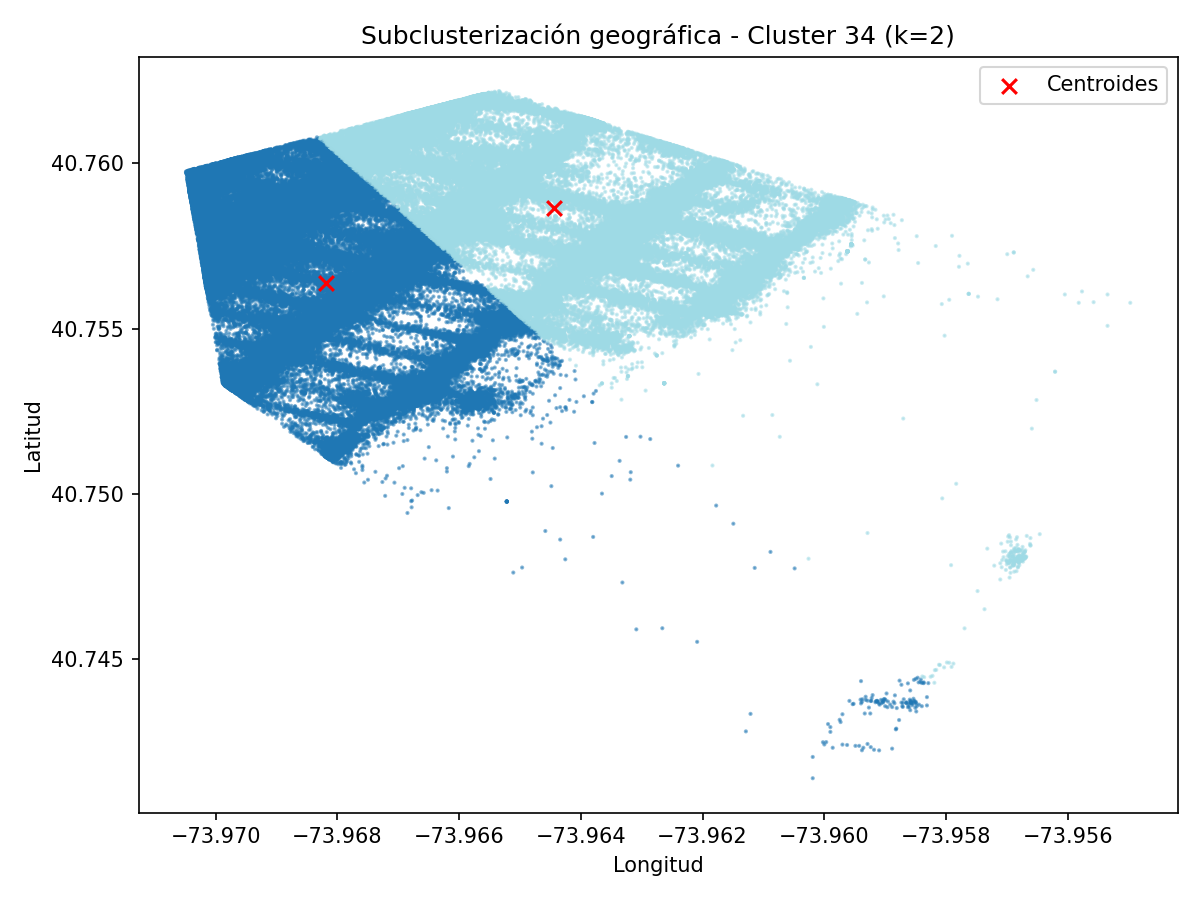 Subclusterización geográfica - Cluster 34 (k=2)
Centroides
Latitud
40.760
40.755
40.750
40.745
−73.970 −73.968 −73.966 −73.964 −73.962 −73.960 −73.958 −73.956
Longitud